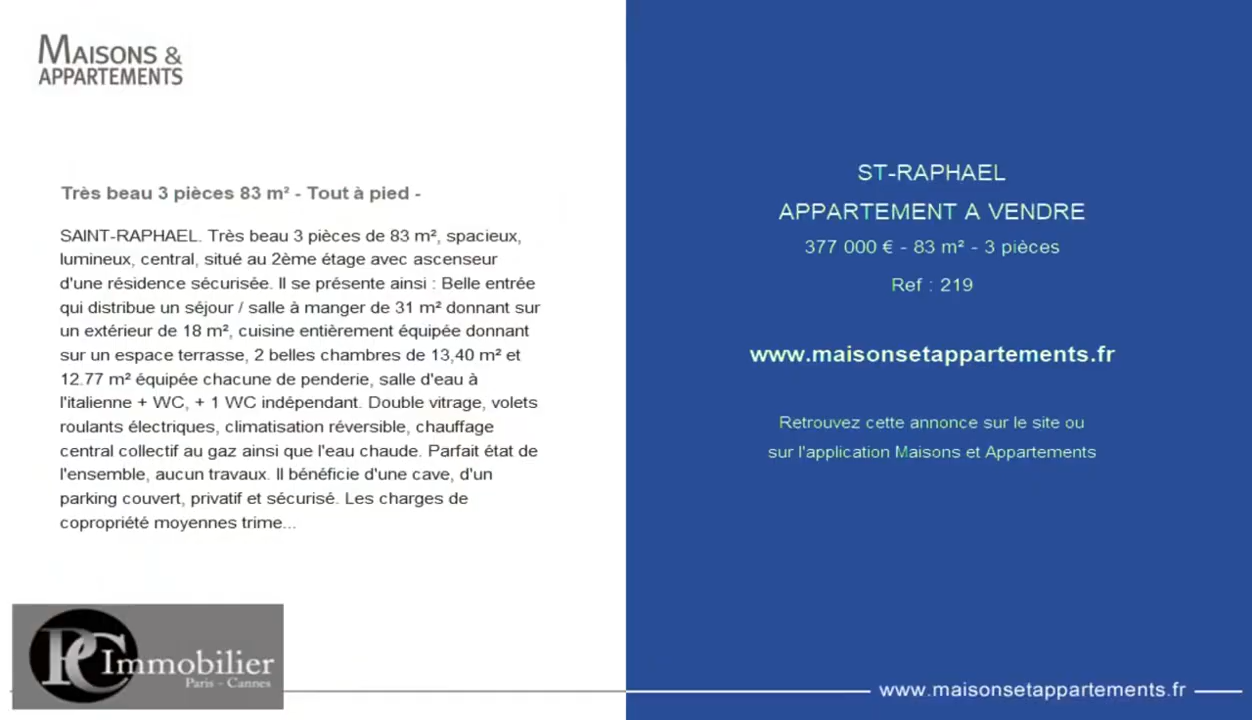 MAISONS &
APPARTEMENTS
Très beau 3 pièces 83 m² - Tout à pied -
SAINT-RAPHAEL. Très beau 3 pièces de 83 m², spacieux,
lumineux, central, situé au 2ème étage avec ascenseur
d'une résidence sécurisée. Il se présente ainsi : Belle entrée
qui distribue un séjour / salle à manger de 31 m² donnant sur
un extérieur de 18 m², cuisine entièrement équipée donnant
sur un espace terrasse, 2 belles chambres de 13,40 m² et
12.77 m² équipée chacune de penderie, salle d'eau à
l'italienne + WC, + 1 WC indépendant. Double vitrage, volets
roulants électriques, climatisation réversible, chauffage
central collectif au gaz ainsi que l'eau chaude. Parfait état de
l'ensemble, aucun travaux. Il bénéficie d'une cave, d'un
parking couvert, privatif et sécurisé. Les charges de
copropriété moyennes trime...
PC Immobilier
Paris - Cannes
ST-RAPHAEL
APPARTEMENT A VENDRE
377 000 € - 83 m² - 3 pièces
Ref : 219
www.maisonsetappartements.fr
Retrouvez cette annonce sur le site ou
sur l'application Maisons et Appartements
www.maisonsetappartements.fr